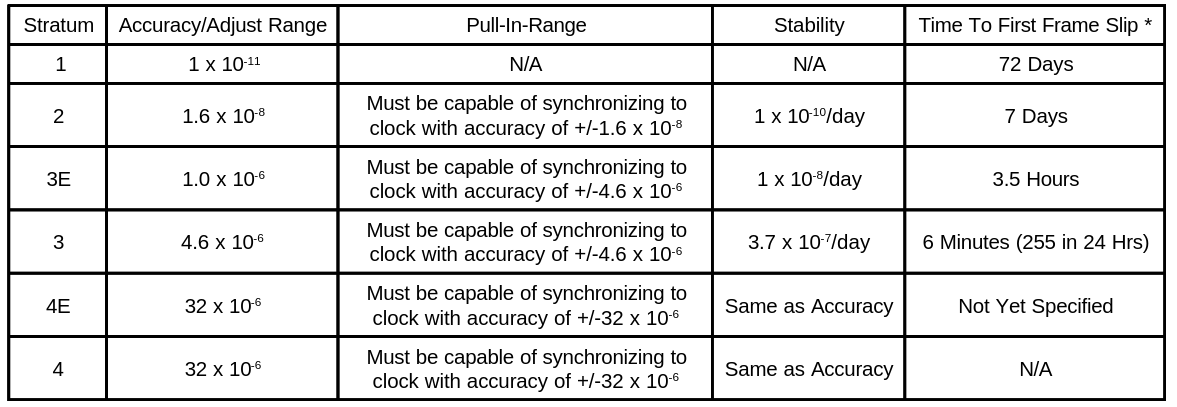 Stratum Accuracy/Adjust Range Pull-In-Range Stability Time To First Frame Slip *
1 1 x 10-11 N/A N/A 72 Days
2 1.6 x 10-8 Must be capable of synchronizing to
clock with accuracy of +/-1.6 x 10-8 1 x 10-10/day 7 Days
3E 1.0 x 10-6 Must be capable of synchronizing to
clock with accuracy of +/-4.6 x 10-6 1 x 10-8/day 3.5 Hours
3 4.6 x 10-6 Must be capable of synchronizing to
clock with accuracy of +/-4.6 x 10-6 3.7 x 10-7/day 6 Minutes (255 in 24 Hrs)
4E 32 x 10-6 Must be capable of synchronizing to
clock with accuracy of +/-32 x 10-6 Same as Accuracy Not Yet Specified
4 32 x 10-6 Must be capable of synchronizing to
clock with accuracy of +/-32 x 10-6 Same as Accuracy N/A